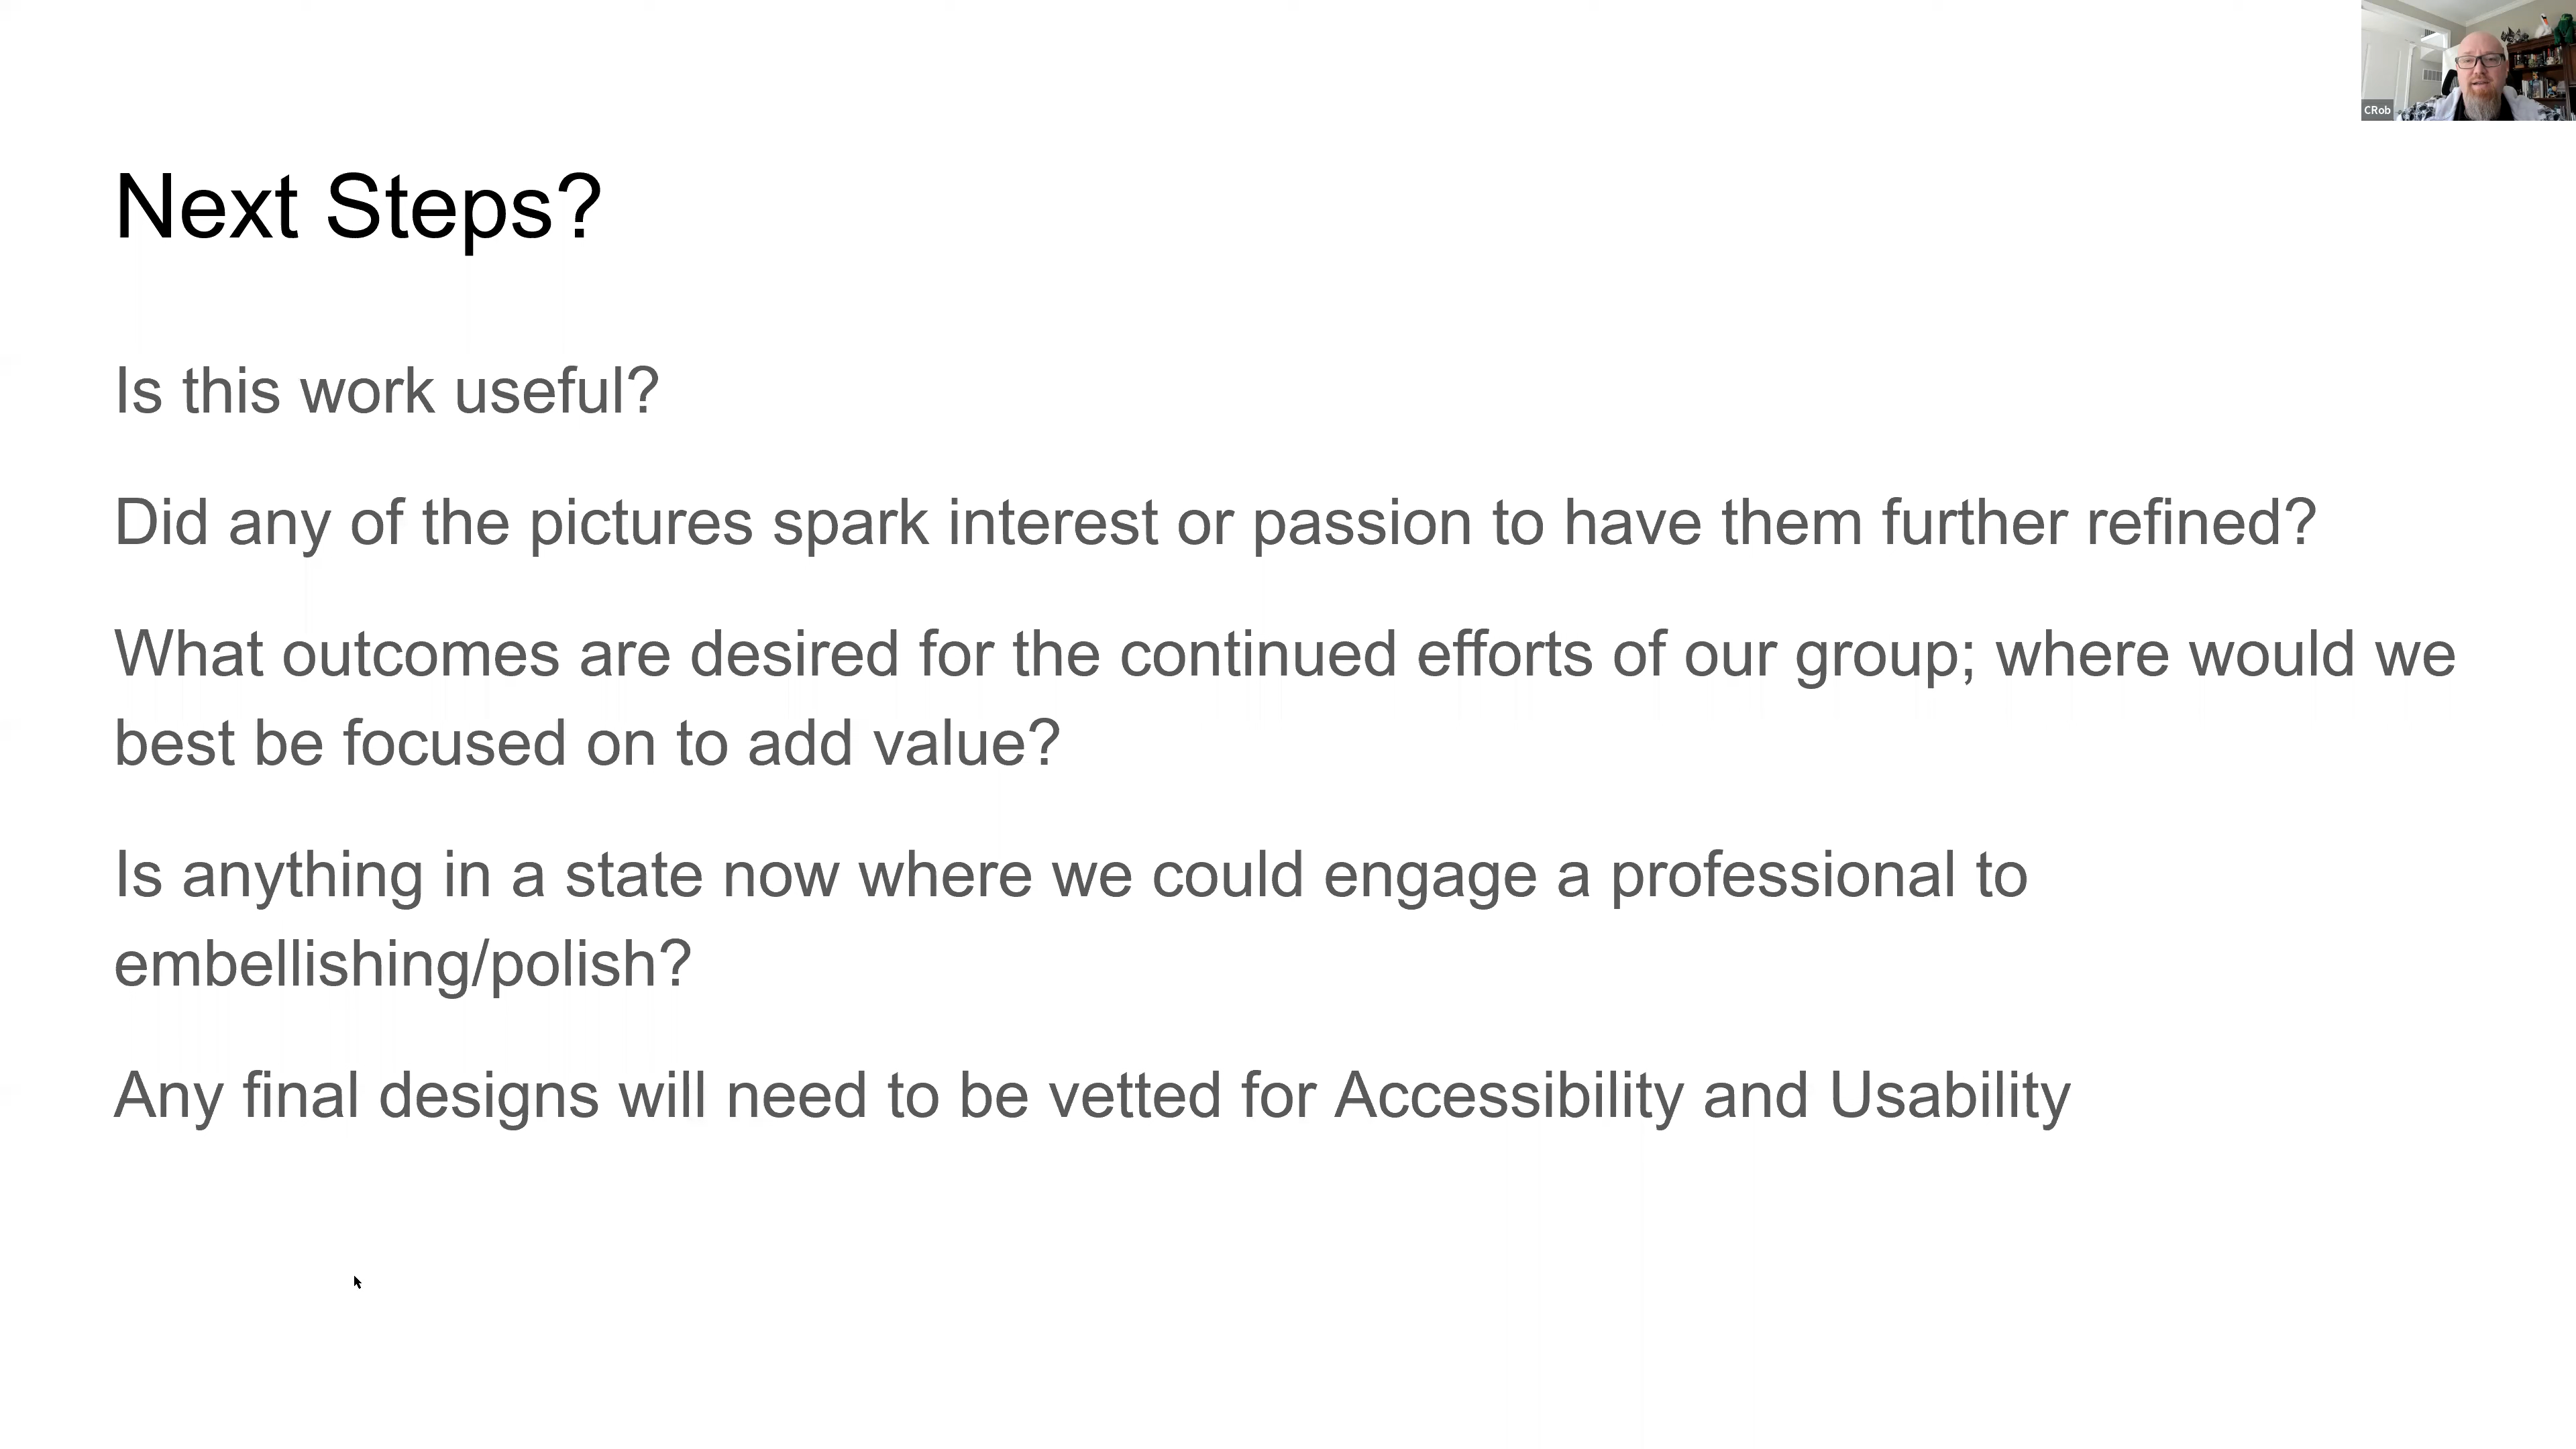 CRob
Next Steps?
Is this work useful?
Did any of the pictures spark interest or passion to have them further refined?
What outcomes are desired for the continued efforts of our group; where would we
best be focused on to add value?
Is anything in a state now where we could engage a professional to
embellishing/polish?
Any final designs will need to be vetted for Accessibility and Usability